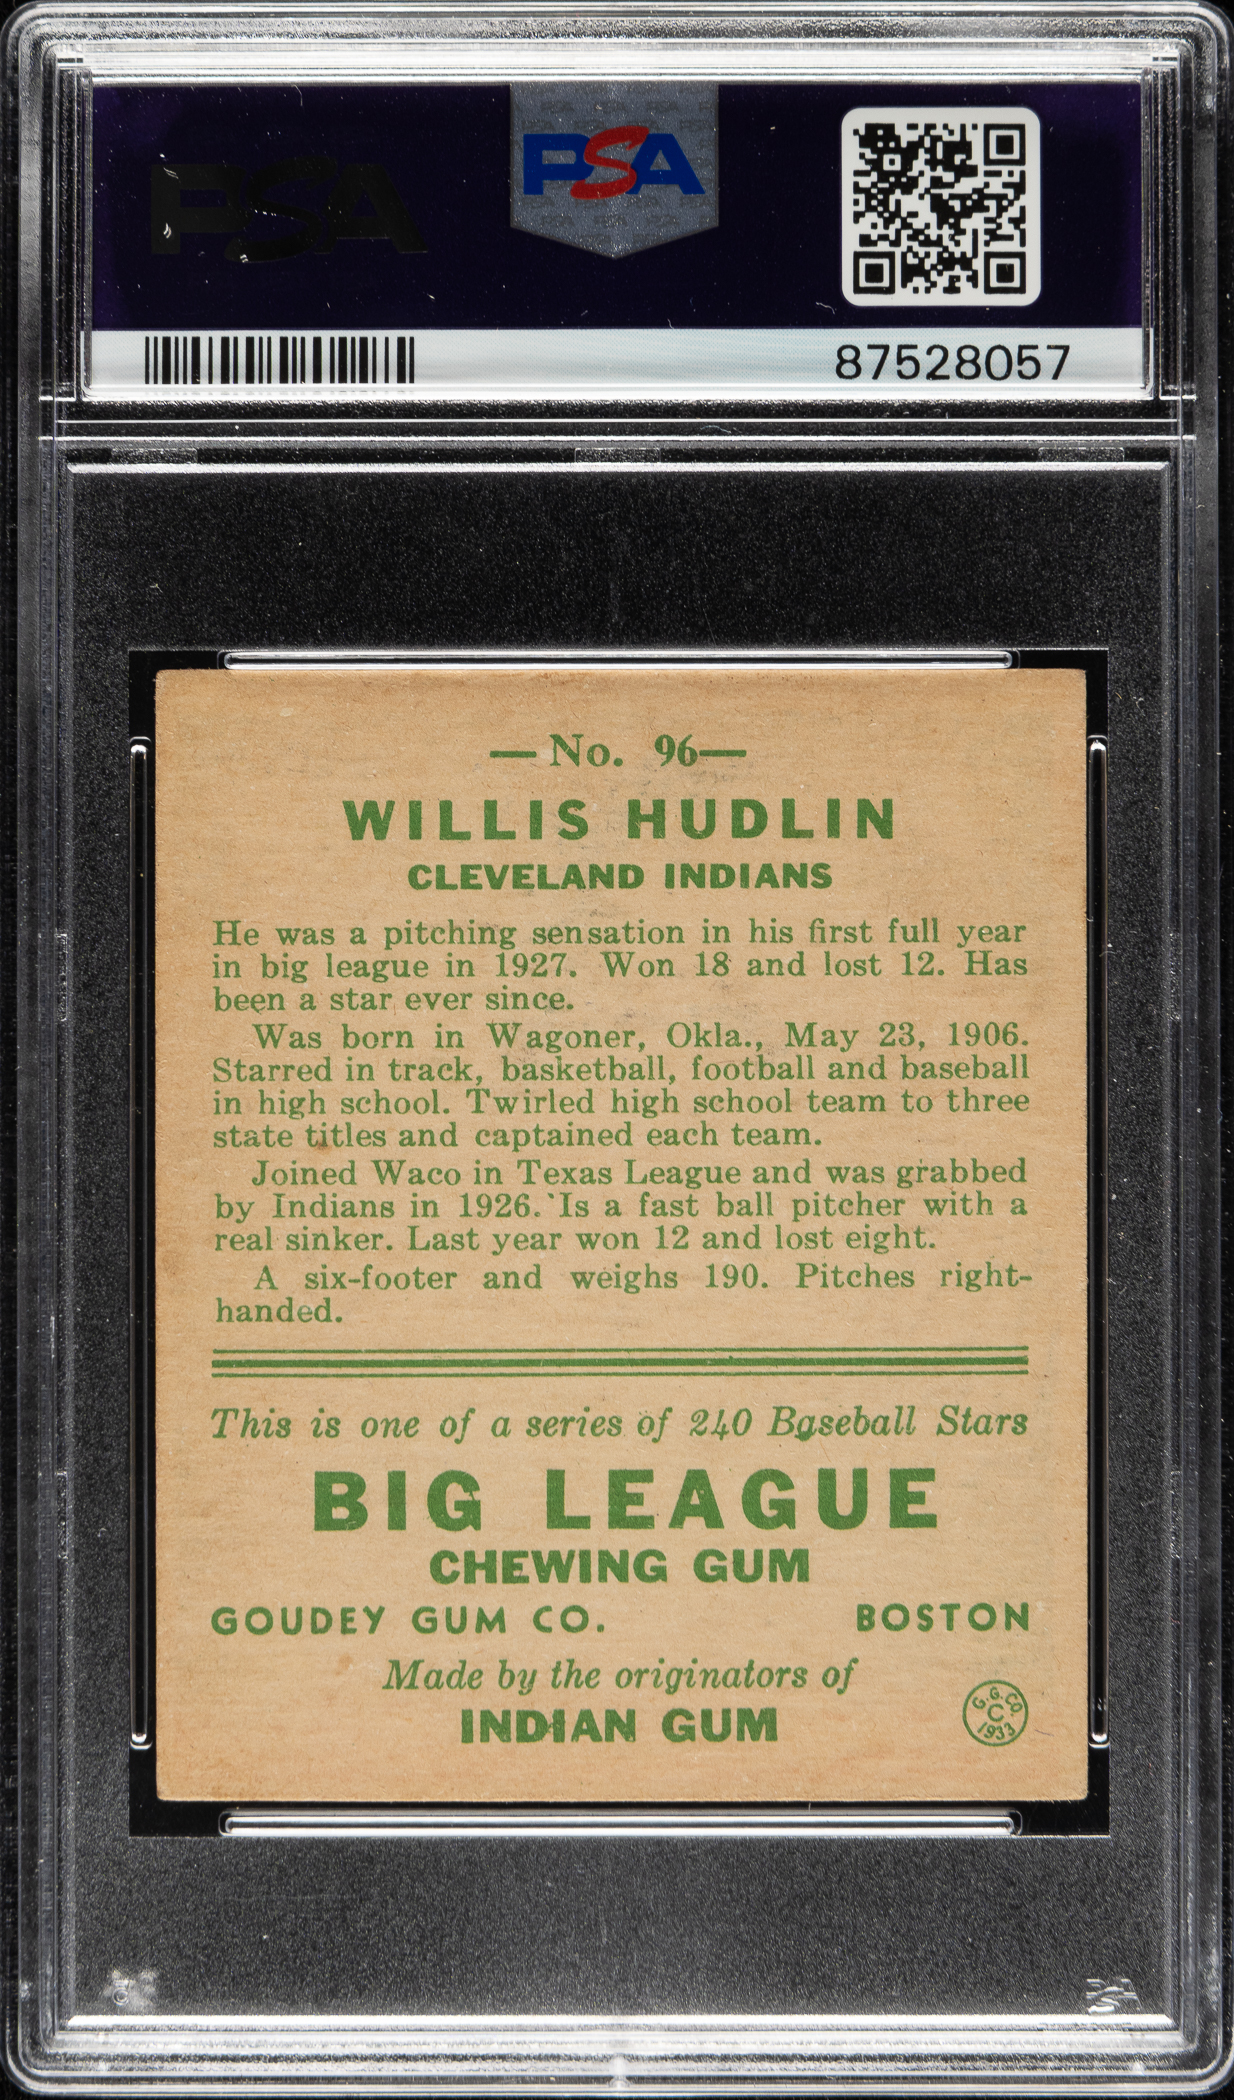 PSA
PSA
87528057
—No. 96—
WILLIS HUDLIN
CLEVELAND INDIANS
He was a pitching sensation in his first full year
in big league in 1927. Won 18 and lost 12. Has
been a star ever since.
Was born in Wagoner, Okla., May 23, 1906.
Starred in track, basketball, football and baseball
in high school. Twirled high school team to three
state titles and captained each team.
Joined Waco in Texas League and was grabbed
by Indians in 1926. Is a fast ball pitcher with a
real sinker. Last year won 12 and lost eight.
A six-footer and weighs 190. Pitches right-
handed.
This is one of a series of 240 Baseball Stars
BIG LEAGUE
CHEWING GUM
GOUDEY GUM CO. BOSTON
Made by the originators of
INDIAN GUM
G.G.CO.
C
1933
PSA